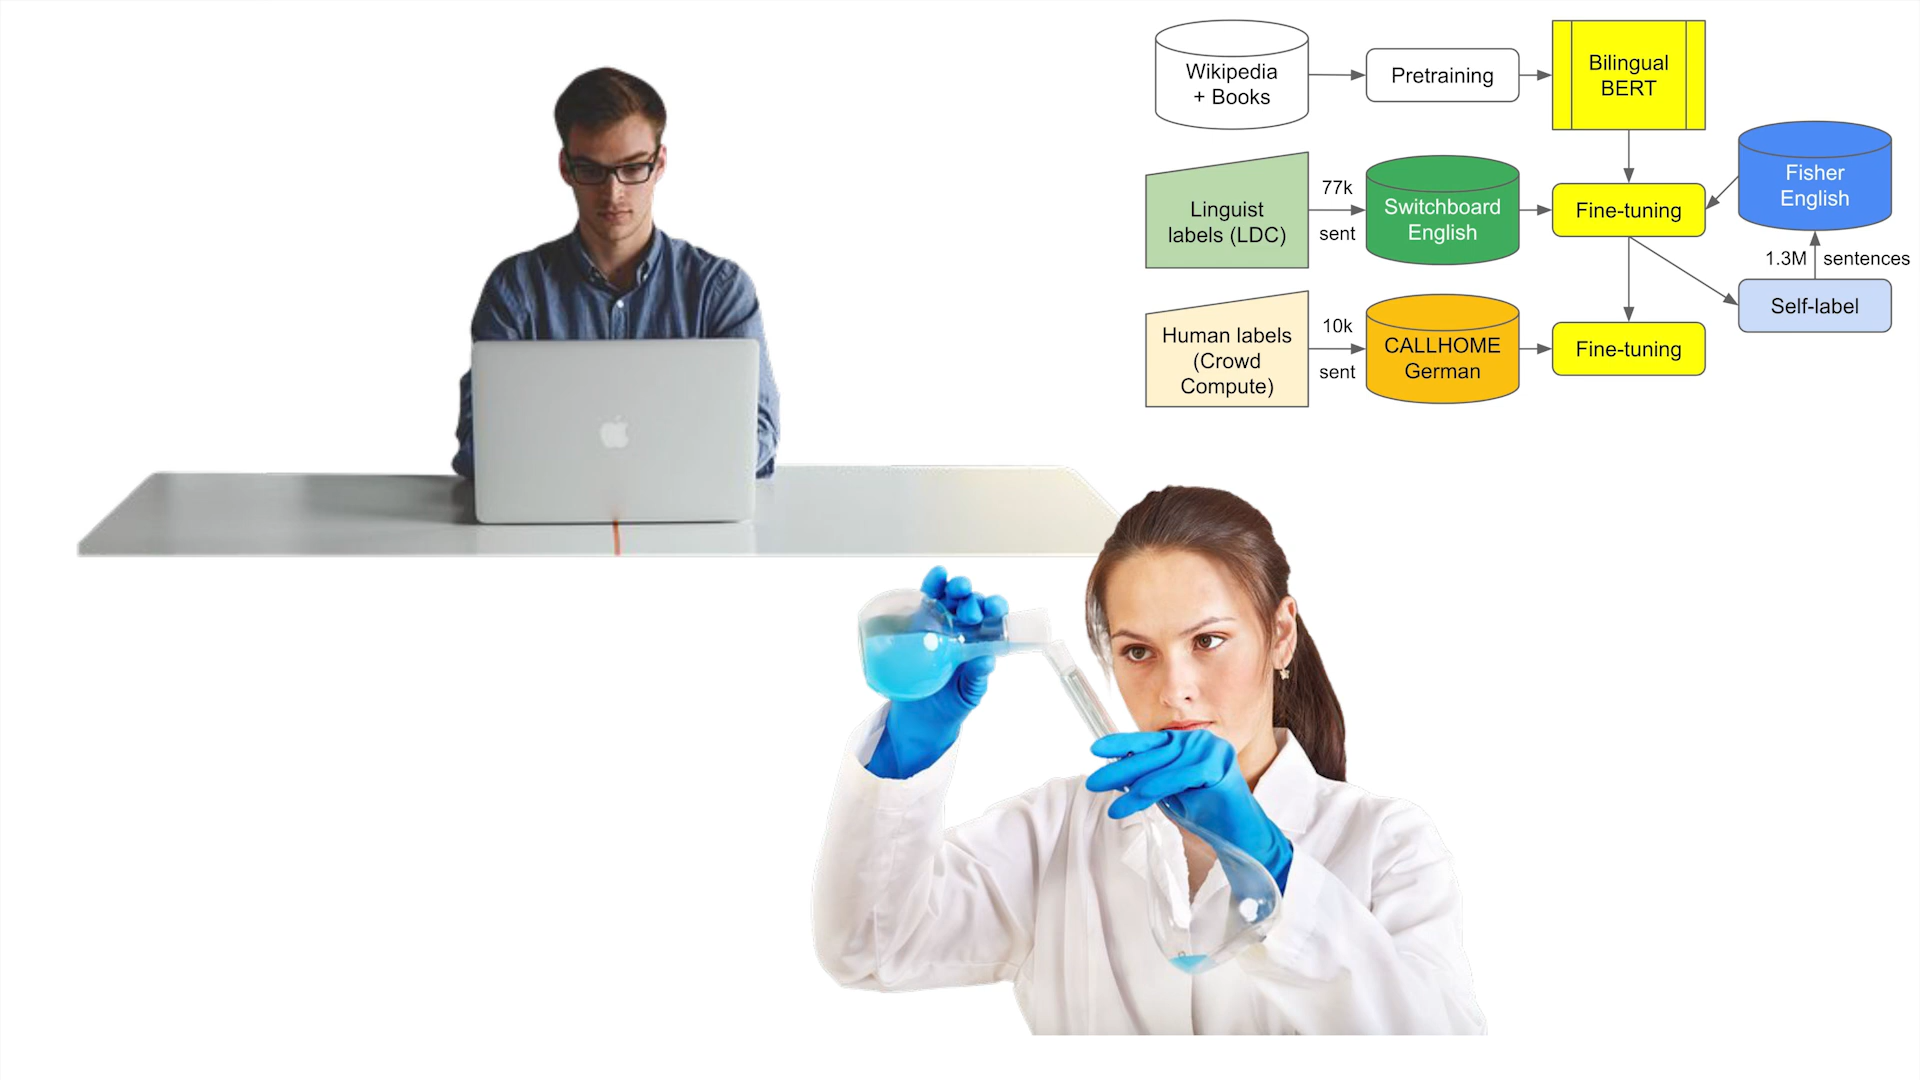 Wikipedia
+ Books
Pretraining
Bilingual
BERT
Linguist
labels (LDC)
77k
sent
Switchboard
English
Fine-tuning
Fisher
English
1.3M sentences
Self-label
Human labels
(Crowd
Compute)
10k
sent
CALLHOME
German
Fine-tuning